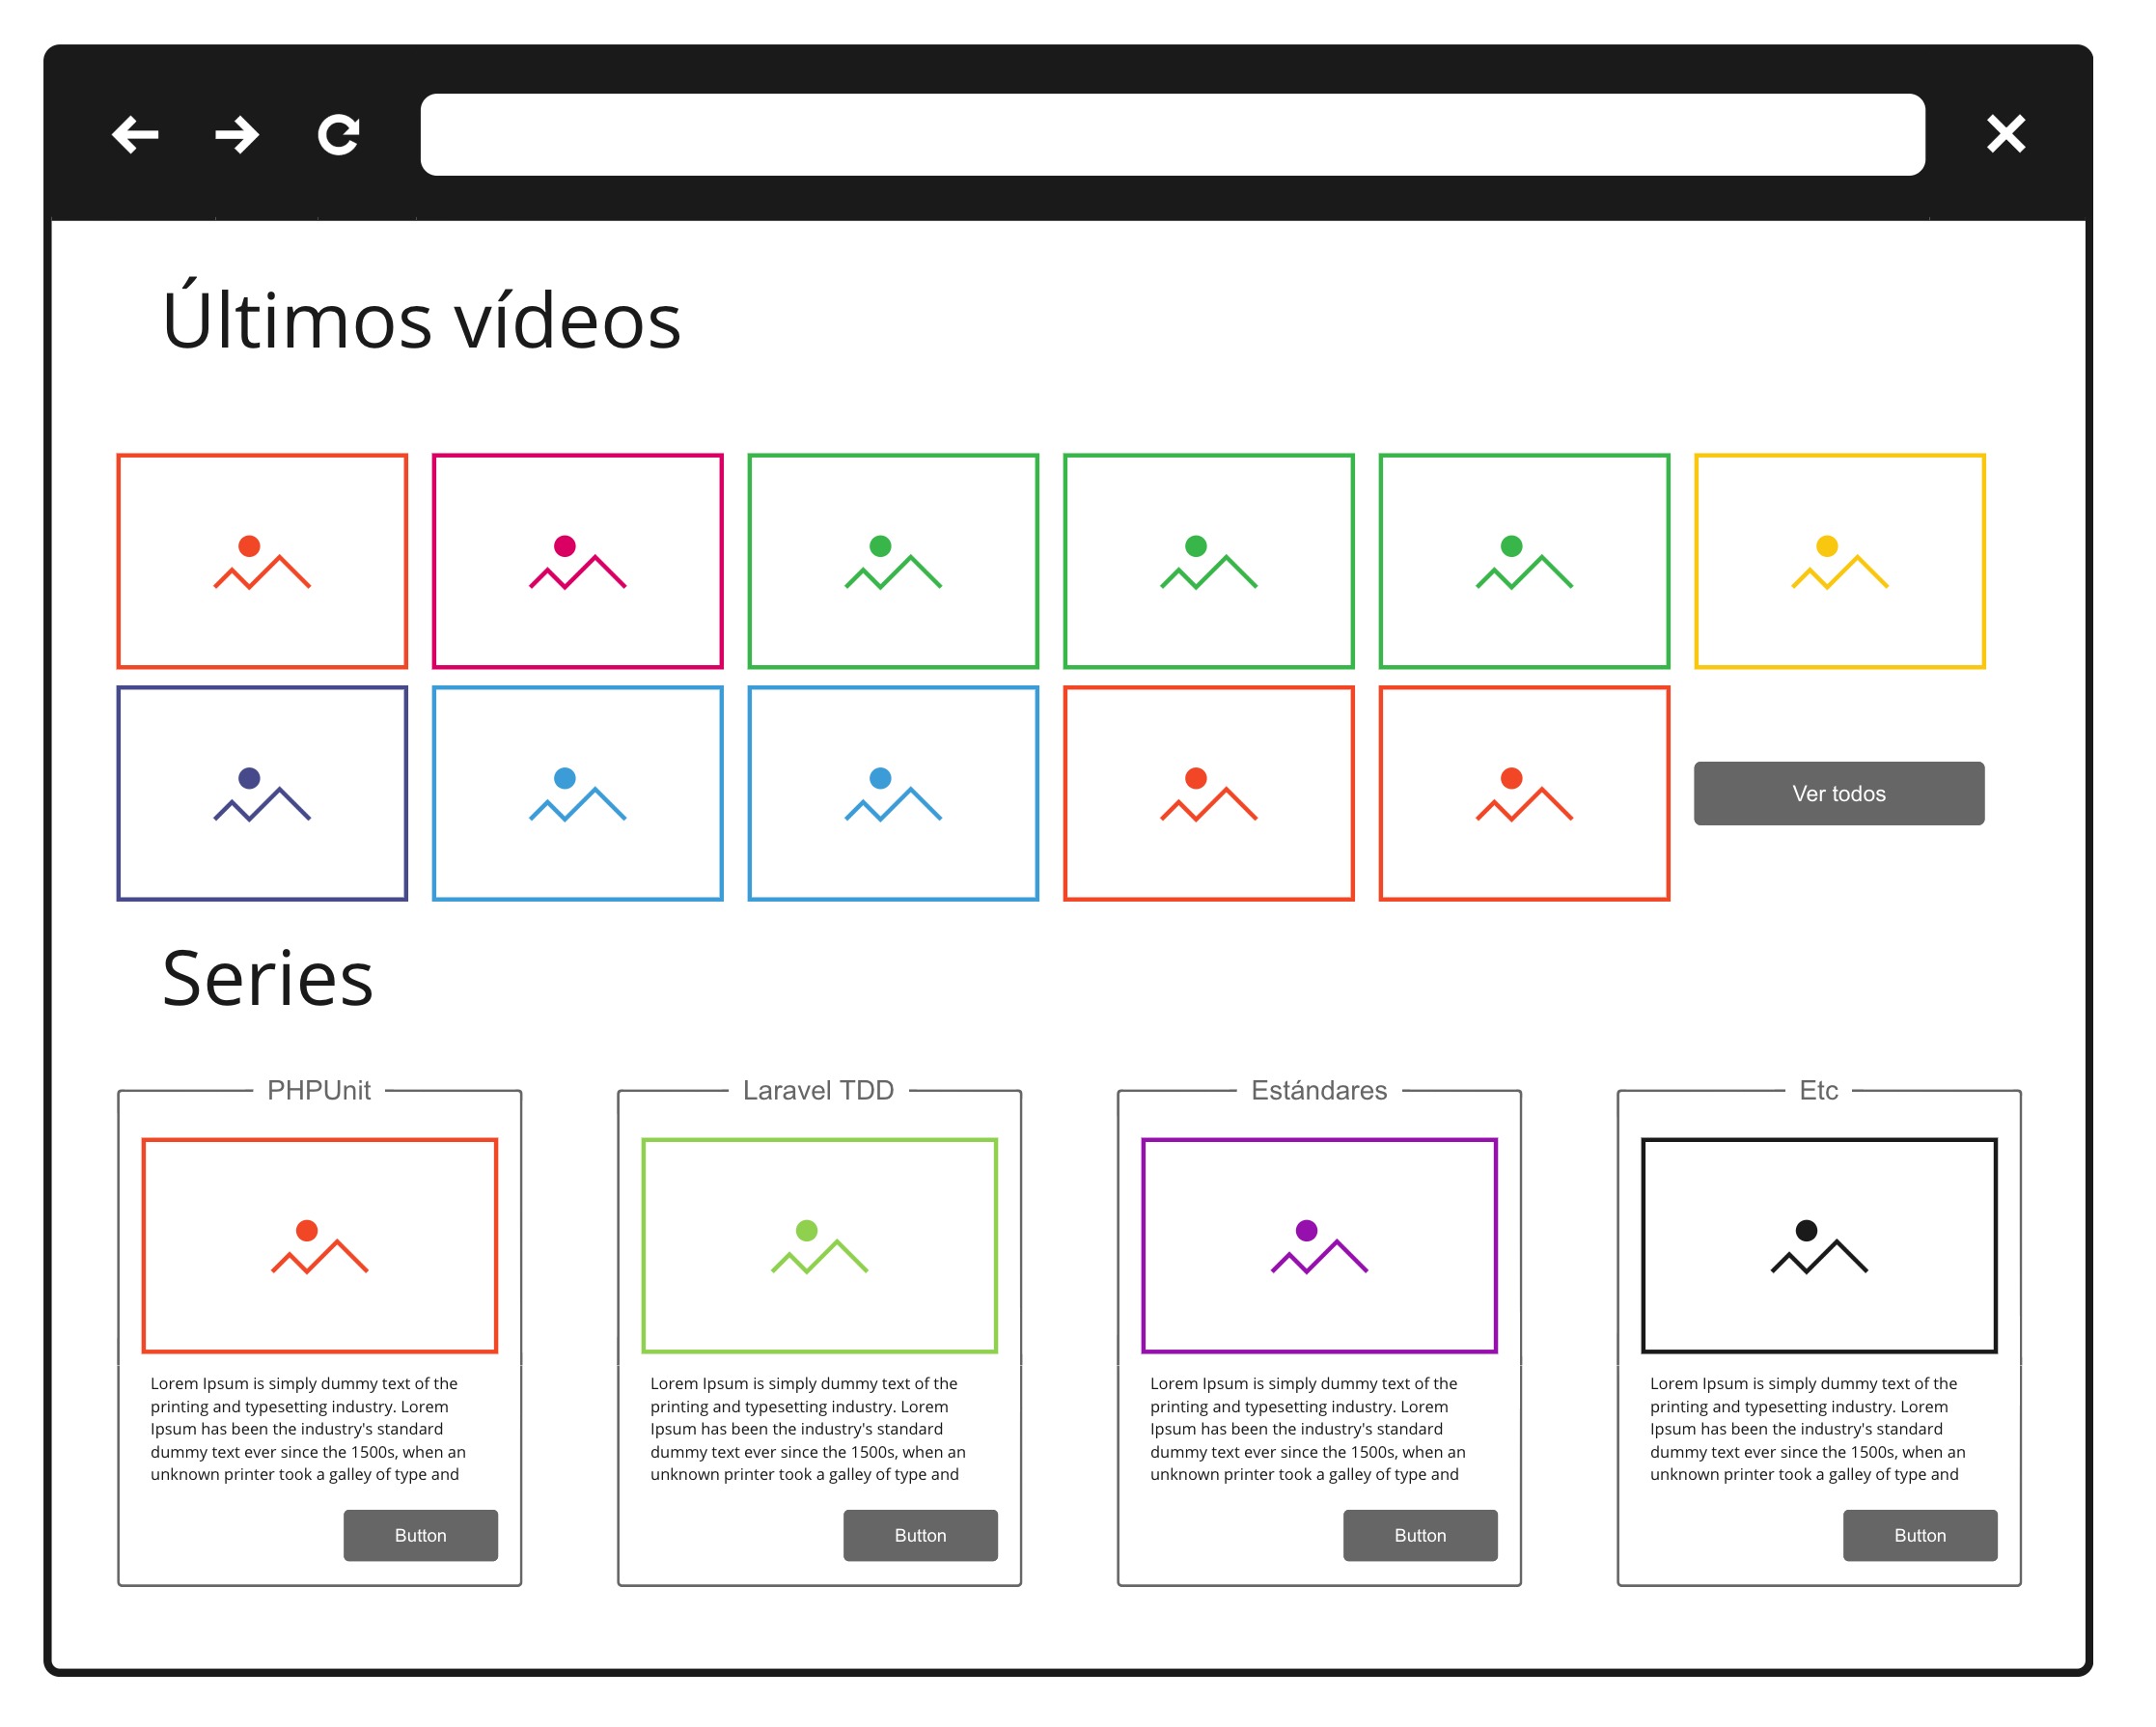 Últimos vídeos
Ver todos
Series
PHPUnit
Lorem Ipsum is simply dummy text of the
printing and typesetting industry. Lorem
Ipsum has been the industry's standard
dummy text ever since the 1500s, when an
unknown printer took a galley of type and
Button
Laravel TDD
Lorem Ipsum is simply dummy text of the
printing and typesetting industry. Lorem
Ipsum has been the industry's standard
dummy text ever since the 1500s, when an
unknown printer took a galley of type and
Button
Estándares
Lorem Ipsum is simply dummy text of the
printing and typesetting industry. Lorem
Ipsum has been the industry's standard
dummy text ever since the 1500s, when an
unknown printer took a galley of type and
Button
Etc
Lorem Ipsum is simply dummy text of the
printing and typesetting industry. Lorem
Ipsum has been the industry's standard
dummy text ever since the 1500s, when an
unknown printer took a galley of type and
Button